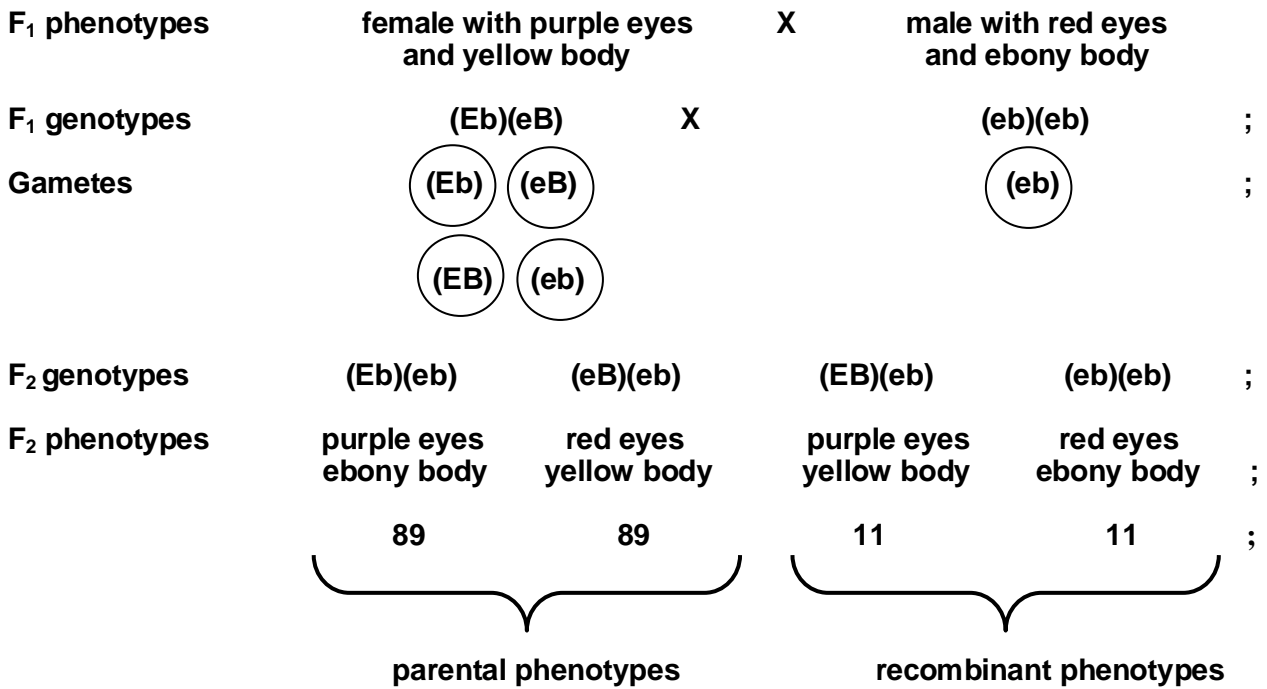 F₁ phenotypes female with purple eyes X male with red eyes
and yellow body and ebony body
F₁ genotypes (Eb)(eB) X (eb)(eb) ;
Gametes (Eb) (eB) (eb) ;
(EB) (eb)
F₂ genotypes (Eb)(eb) (eB)(eb) (EB)(eb) (eb)(eb) ;
F₂ phenotypes purple eyes red eyes purple eyes red eyes
ebony body yellow body yellow body ebony body ;
89 89 11 11 ;
parental phenotypes recombinant phenotypes